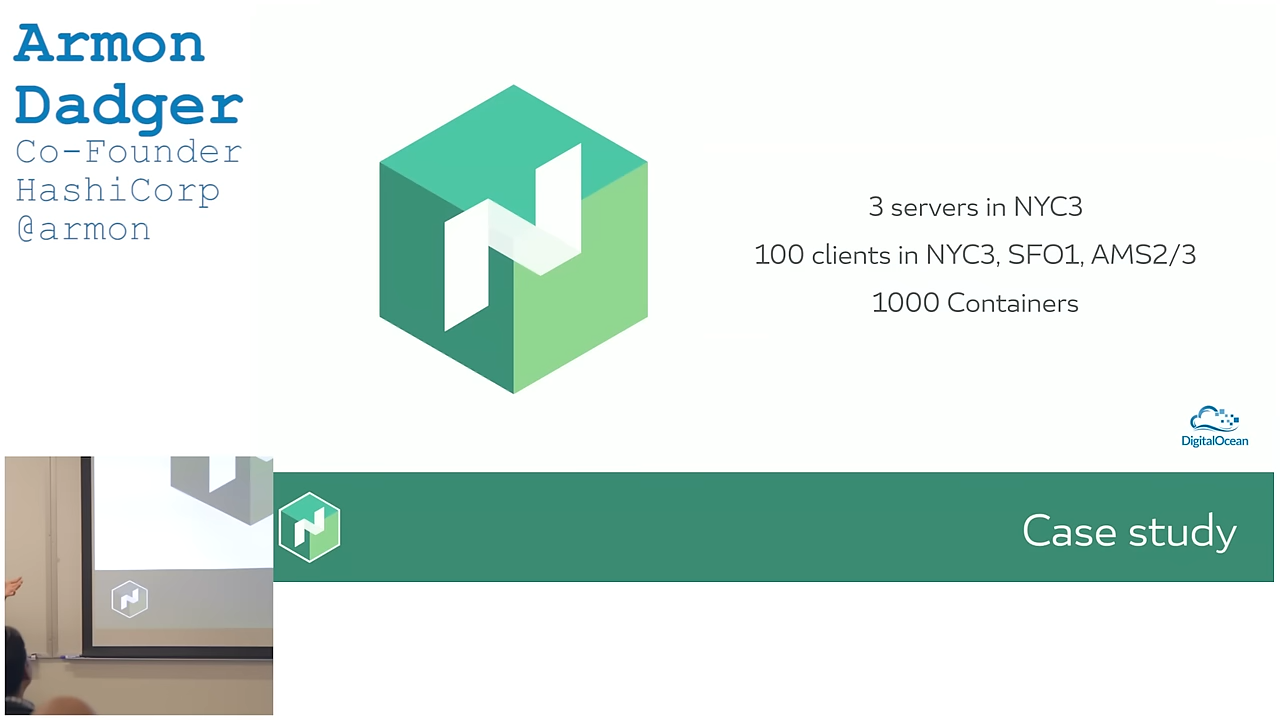 Armon
Dadger
Co-Founder
HashiCorp
@armon
3 servers in NYC3
100 clients in NYC3, SFO1, AMS2/3
1000 Containers
DigitalOcean
Case study